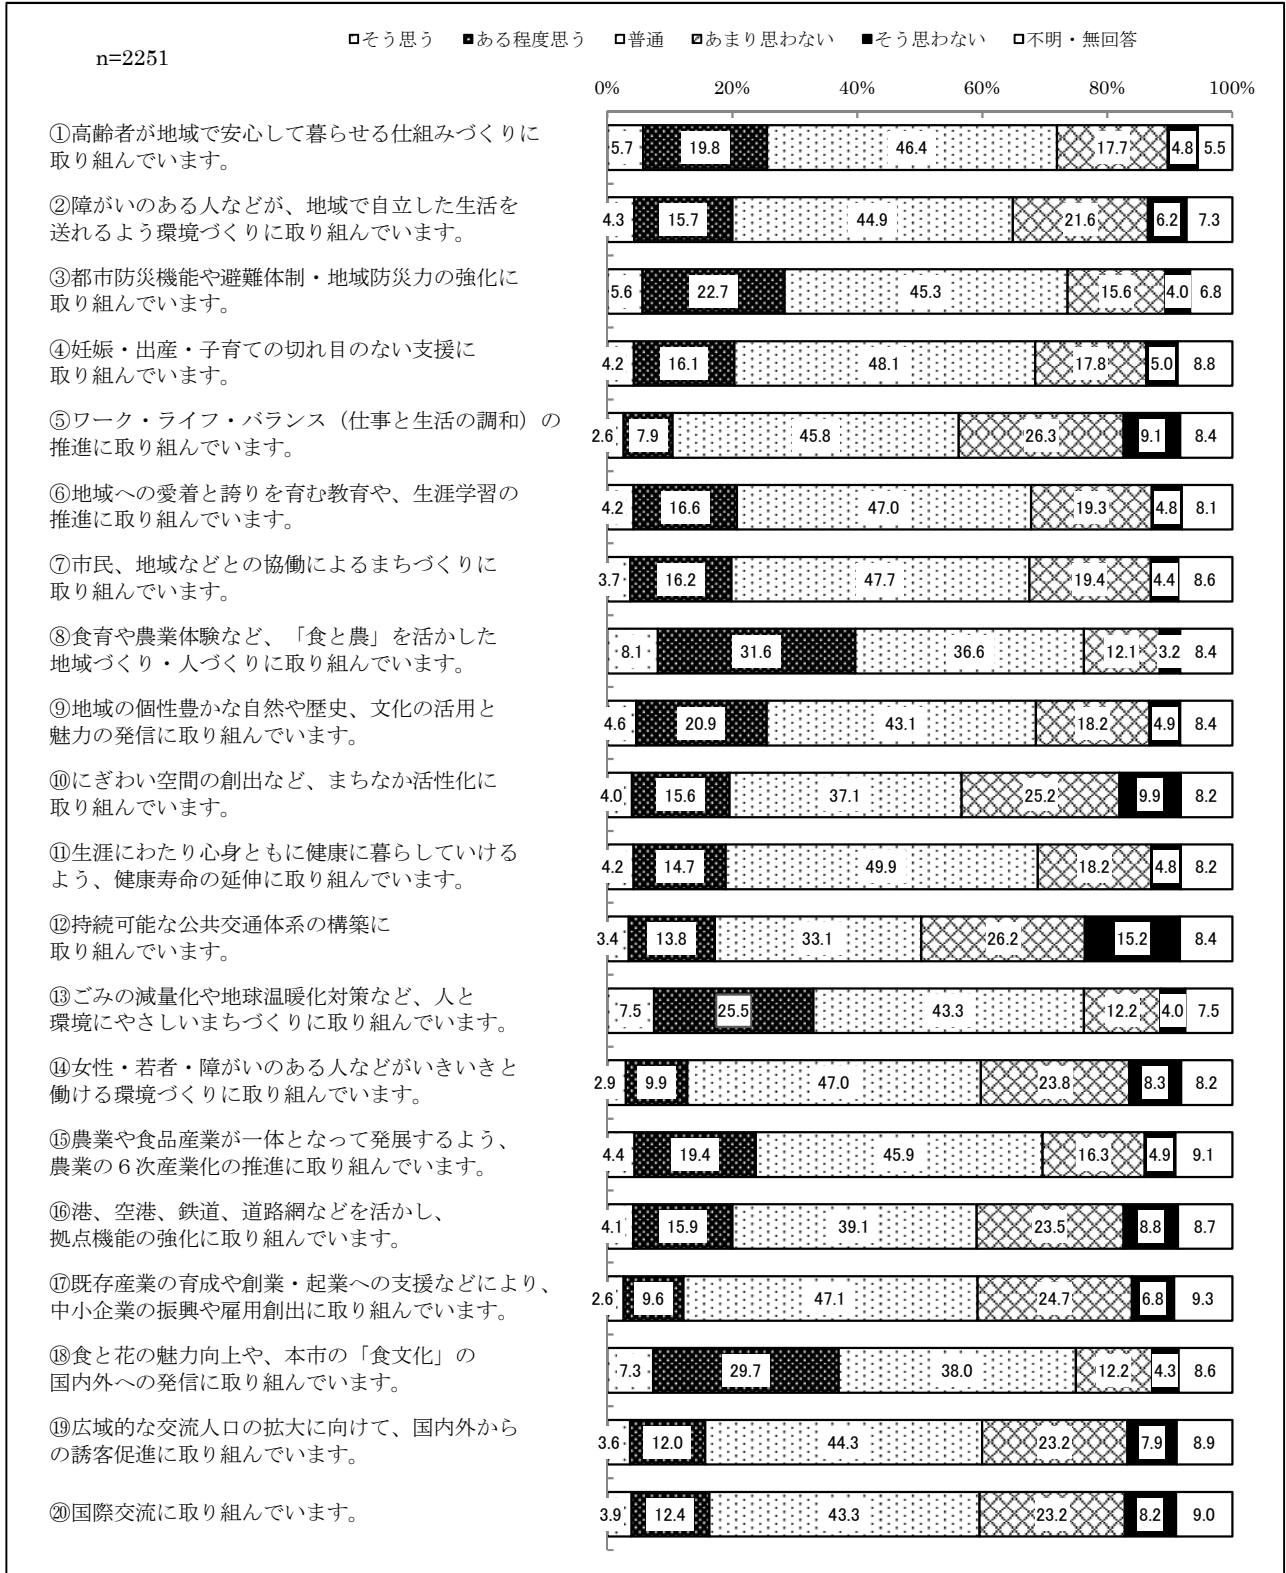 □そう思う ■ある程度思う □普通 ▨あまり思わない ■そう思わない □不明・無回答
n=2251
0% 20% 40% 60% 80% 100%
①高齢者が地域で安心して暮らせる仕組みづくりに
取り組んでいます。
5.7 19.8 46.4 17.7 4.8 5.5
②障がいのある人などが、地域で自立した生活を
送れるよう環境づくりに取り組んでいます。
4.3 15.7 44.9 21.6 6.2 7.3
③都市防災機能や避難体制・地域防災力の強化に
取り組んでいます。
5.6 22.7 45.3 15.6 4.0 6.8
④妊娠・出産・子育ての切れ目のない支援に
取り組んでいます。
4.2 16.1 48.1 17.8 5.0 8.8
⑤ワーク・ライフ・バランス（仕事と生活の調和）の
推進に取り組んでいます。
2.6 7.9 45.8 26.3 9.1 8.4
⑥地域への愛着と誇りを育む教育や、生涯学習の
推進に取り組んでいます。
4.2 16.6 47.0 19.3 4.8 8.1
⑦市民、地域などとの協働によるまちづくりに
取り組んでいます。
3.7 16.2 47.7 19.4 4.4 8.6
⑧食育や農業体験など、「食と農」を活かした
地域づくり・人づくりに取り組んでいます。
8.1 31.6 36.6 12.1 3.2 8.4
⑨地域の個性豊かな自然や歴史、文化の活用と
魅力の発信に取り組んでいます。
4.6 20.9 43.1 18.2 4.9 8.4
⑩にぎわい空間の創出など、まちなか活性化に
取り組んでいます。
4.0 15.6 37.1 25.2 9.9 8.2
⑪生涯にわたり心身ともに健康に暮らしていける
よう、健康寿命の延伸に取り組んでいます。
4.2 14.7 49.9 18.2 4.8 8.2
⑫持続可能な公共交通体系の構築に
取り組んでいます。
3.4 13.8 33.1 26.2 15.2 8.4
⑬ごみの減量化や地球温暖化対策など、人と
環境にやさしいまちづくりに取り組んでいます。
7.5 25.5 43.3 12.2 4.0 7.5
⑭女性・若者・障がいのある人などがいきいきと
働ける環境づくりに取り組んでいます。
2.9 9.9 47.0 23.8 8.3 8.2
⑮農業や食品産業が一体となって発展するよう、
農業の６次産業化の推進に取り組んでいます。
4.4 19.4 45.9 16.3 4.9 9.1
⑯港、空港、鉄道、道路網などを活かし、
拠点機能の強化に取り組んでいます。
4.1 15.9 39.1 23.5 8.8 8.7
⑰既存産業の育成や創業・起業への支援などにより、
中小企業の振興や雇用創出に取り組んでいます。
2.6 9.6 47.1 24.7 6.8 9.3
⑱食と花の魅力向上や、本市の「食文化」の
国内外への発信に取り組んでいます。
7.3 29.7 38.0 12.2 4.3 8.6
⑲広域的な交流人口の拡大に向けて、国内外から
の誘客促進に取り組んでいます。
3.6 12.0 44.3 23.2 7.9 8.9
⑳国際交流に取り組んでいます。
3.9 12.4 43.3 23.2 8.2 9.0